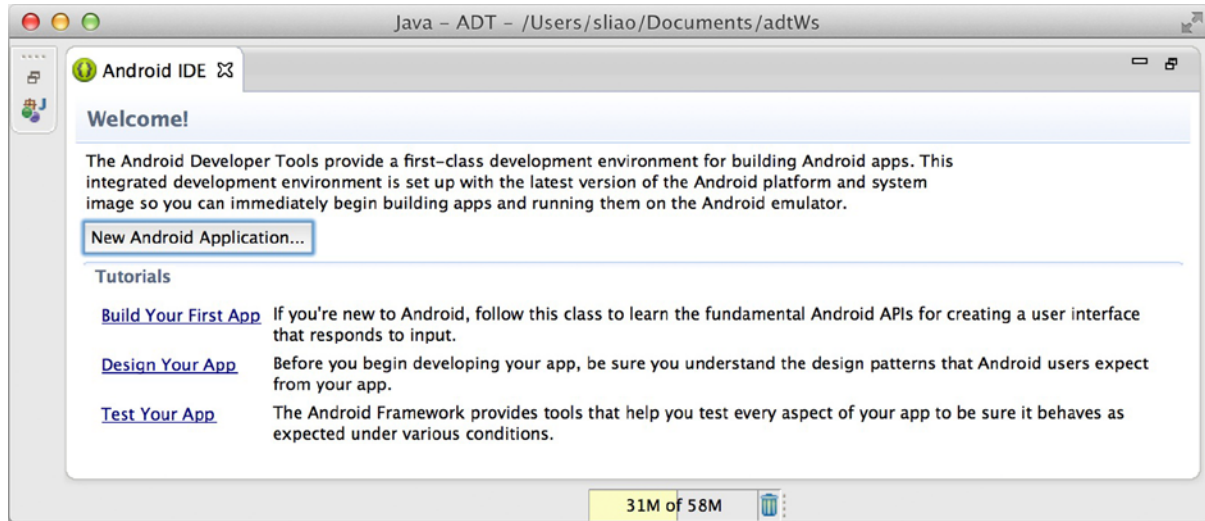 Java – ADT – /Users/sliao/Documents/adtWs
Android IDE
J
Welcome!
The Android Developer Tools provide a first-class development environment for building Android apps. This
integrated development environment is set up with the latest version of the Android platform and system
image so you can immediately begin building apps and running them on the Android emulator.
New Android Application...
Tutorials
Build Your First App If you're new to Android, follow this class to learn the fundamental Android APIs for creating a user interface
that responds to input.
Design Your App Before you begin developing your app, be sure you understand the design patterns that Android users expect
from your app.
Test Your App The Android Framework provides tools that help you test every aspect of your app to be sure it behaves as
expected under various conditions.
31M of 58M